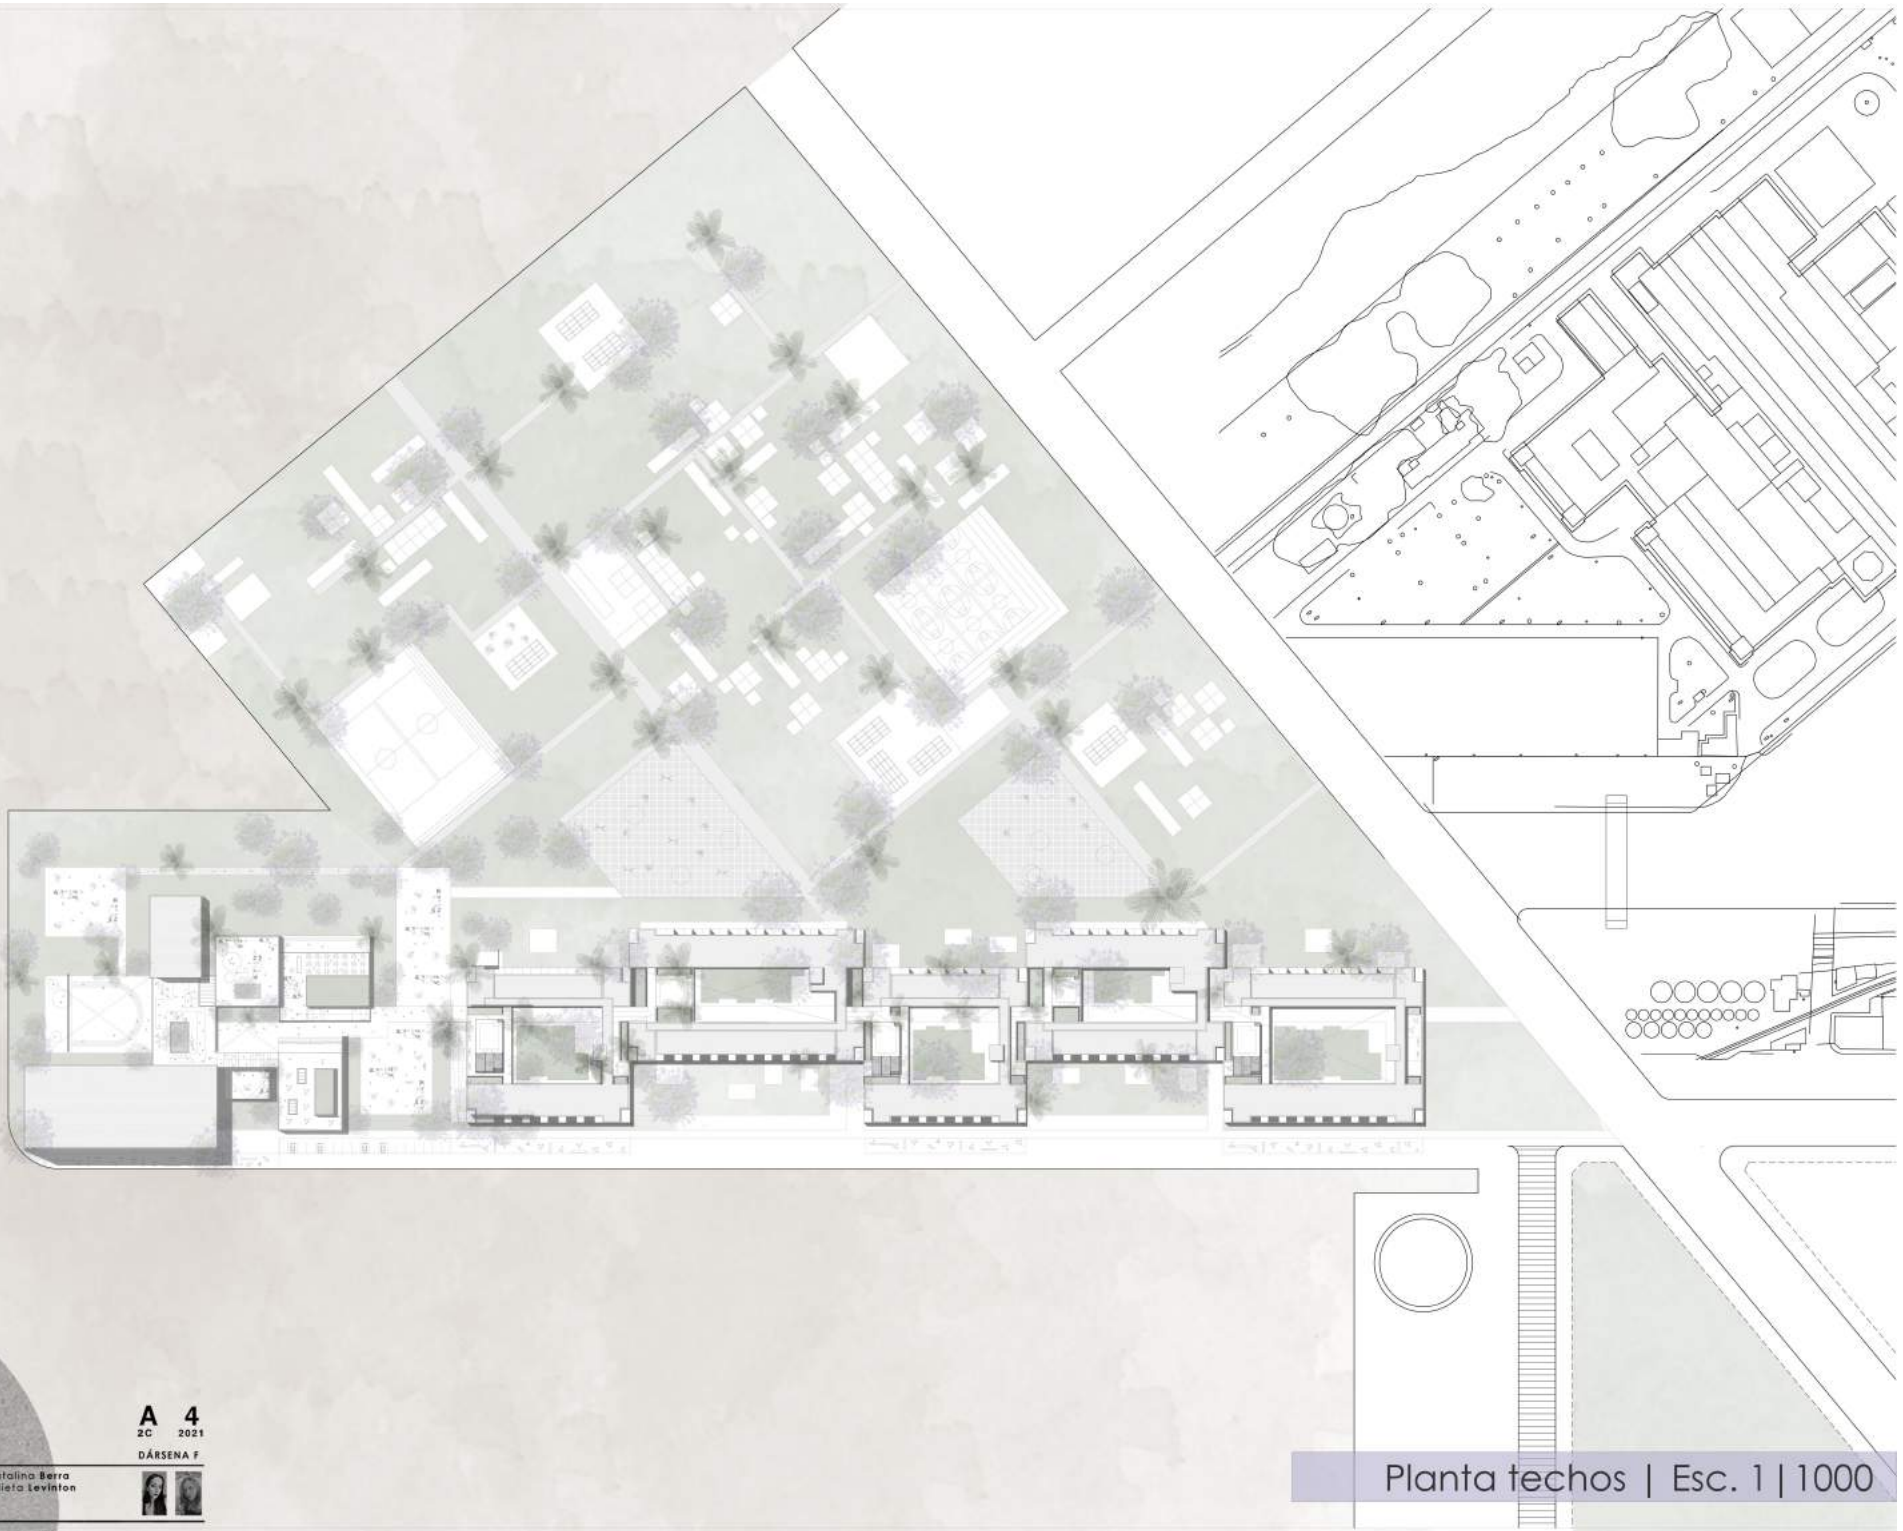 A 4
2C 2021
DÁRSENA F
Berra
Levinton
Planta techos | Esc. 1|1000